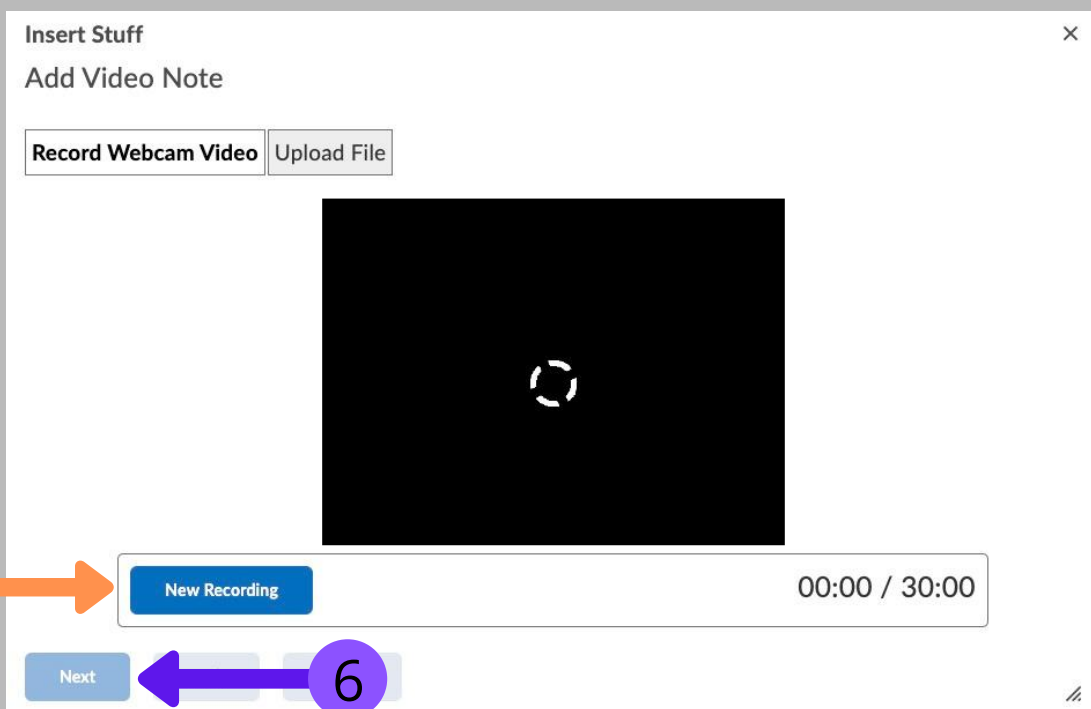 Insert Stuff
×
Add Video Note
Record Webcam Video Upload File
New Recording 00:00 / 30:00
Next 6